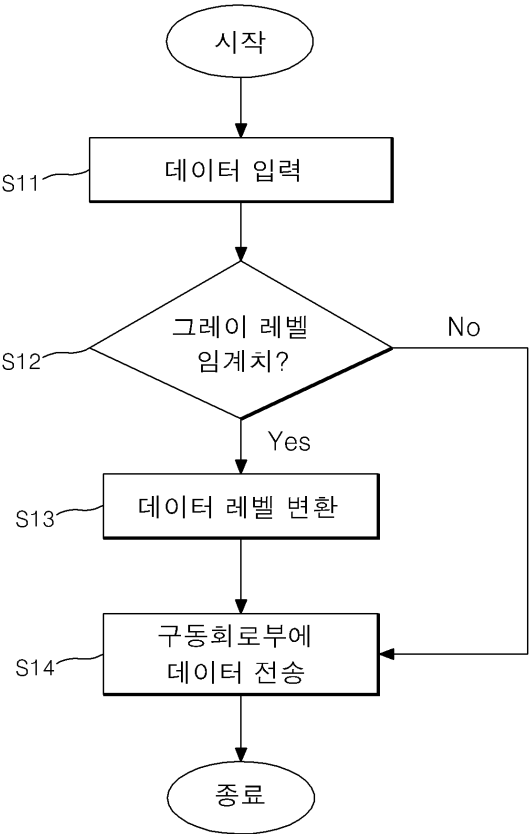 시작
S11
데이터 입력
S12
그레이 레벨
임계치?
No
Yes
S13
데이터 레벨 변환
S14
구동회로부에
데이터 전송
종료